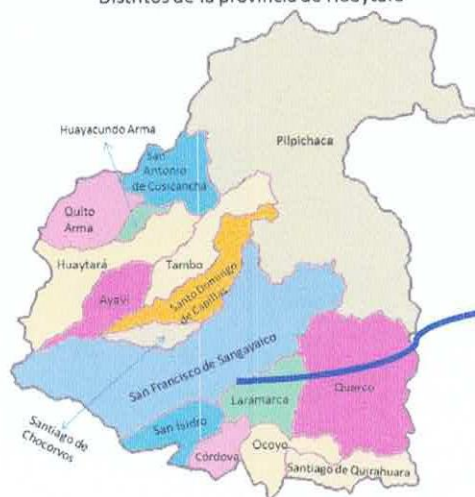 Distritos de la provincia de Huaytará
Huayacundo Arma
Pilpichaca
San
Antonio
de Cusicancha
Quito
Arma
Huaytará
Tambo
Ayavi
Santo Domingo
de Capillas
San Francisco de Sangayaico
Santiago de
Chocorvos
Laramarca
Querco
San Isidro
Córdova
Ocoyo
Santiago de Quirahuara